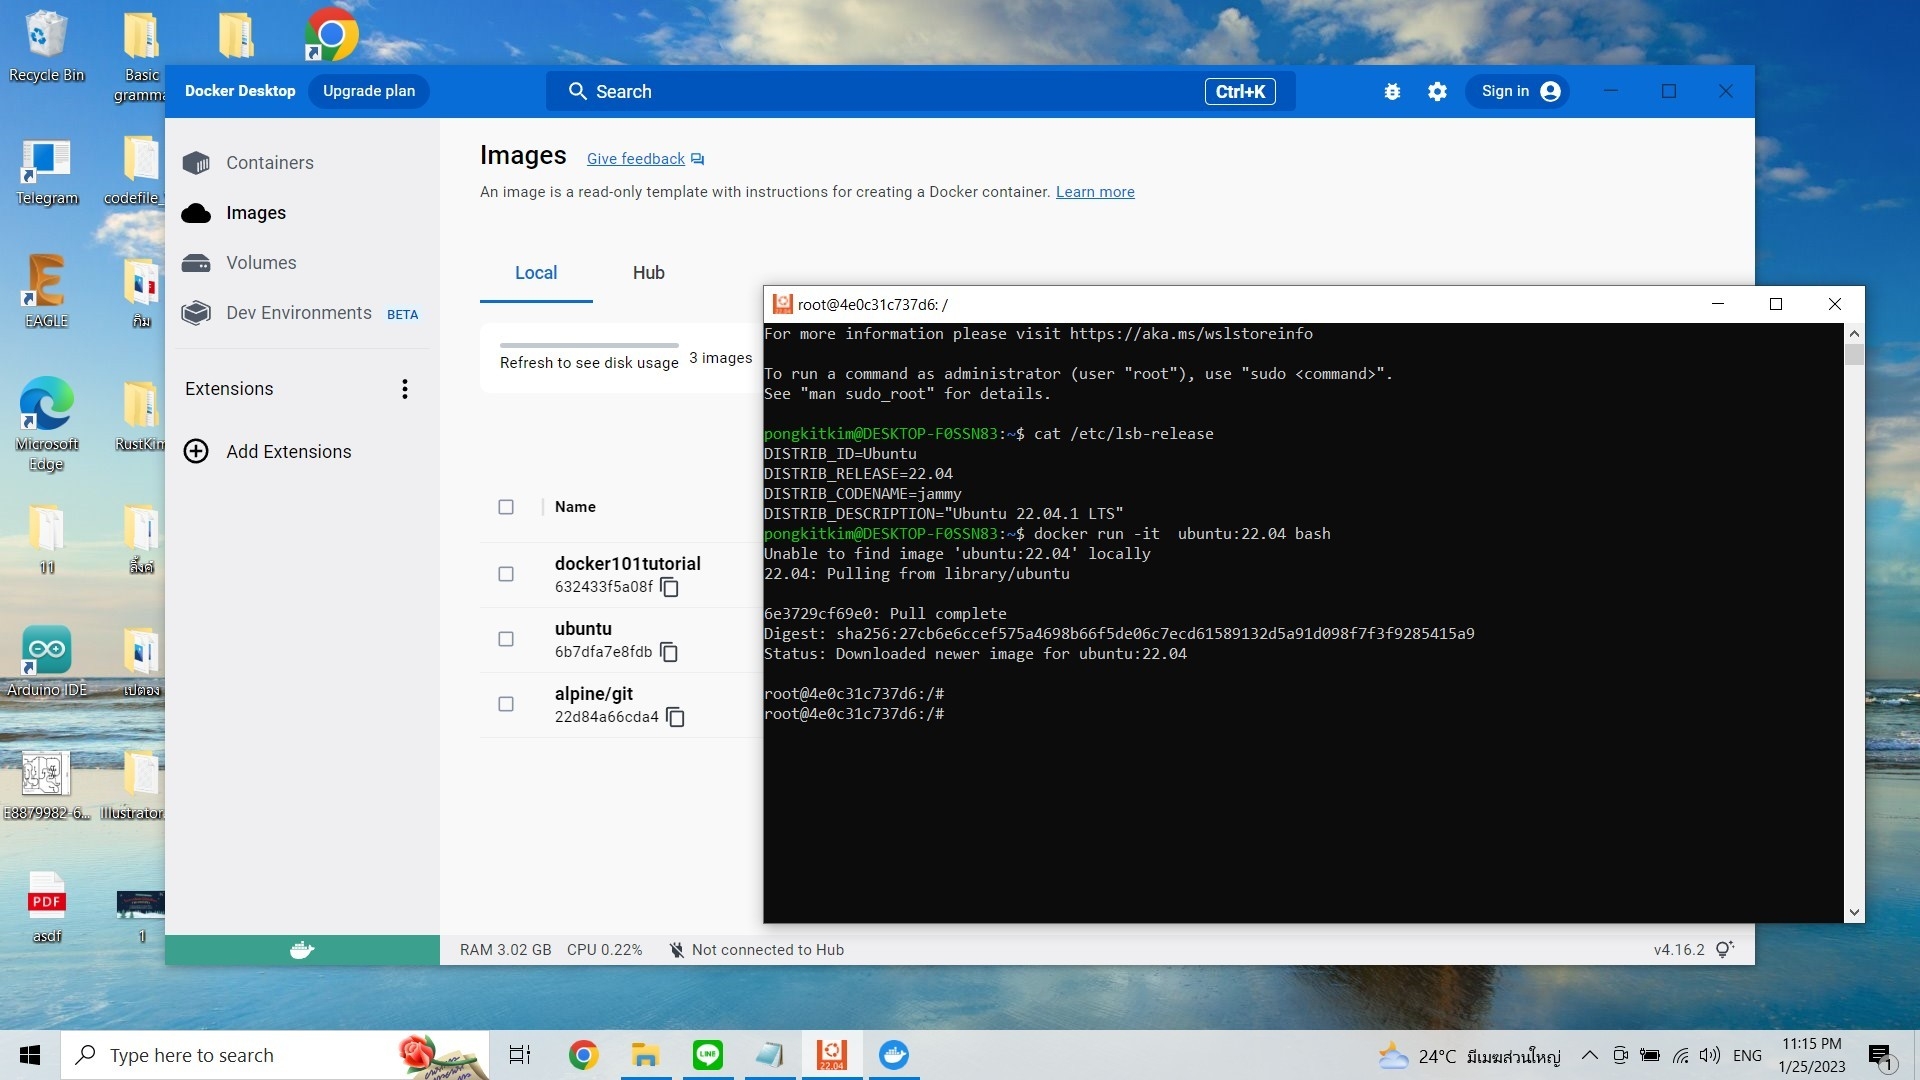 Recycle Bin
Basic
gramma
Telegram
codefile_
EAGLE
กิม
Microsoft
Edge
RustKim
11
ลิ้งค์
Arduino IDE
เปตอง
E8879982-6...
Illustrator
PDF
asdf
1
Docker Desktop
Upgrade plan
Search
Ctrl+K
Sign in
Containers
Images
Volumes
Dev Environments BETA
Extensions
Add Extensions
Images
Give feedback
An image is a read-only template with instructions for creating a Docker container. Learn more
Local
Hub
Refresh to see disk usage
3 images
Name
docker101tutorial
632433f5a08f
ubuntu
6b7dfa7e8fdb
alpine/git
22d84a66cda4
RAM 3.02 GB CPU 0.22% Not connected to Hub
v4.16.2
root@4e0c31c737d6: /
For more information please visit https://aka.ms/wslstoreinfo
To run a command as administrator (user "root"), use "sudo <command>".
See "man sudo_root" for details.
pongkitkim@DESKTOP-F0SSN83:~$ cat /etc/lsb-release
DISTRIB_ID=Ubuntu
DISTRIB_RELEASE=22.04
DISTRIB_CODENAME=jammy
DISTRIB_DESCRIPTION="Ubuntu 22.04.1 LTS"
pongkitkim@DESKTOP-F0SSN83:~$ docker run -it  ubuntu:22.04 bash
Unable to find image 'ubuntu:22.04' locally
22.04: Pulling from library/ubuntu
6e3729cf69e0: Pull complete
Digest: sha256:27cb6e6ccef575a4698b66f5de06c7ecd61589132d5a91d098f7f3f9285415a9
Status: Downloaded newer image for ubuntu:22.04
root@4e0c31c737d6:/#
root@4e0c31c737d6:/#
Type here to search
LINE
22.04
24°C มีเมฆส่วนใหญ่
ENG
11:15 PM
1/25/2023
1